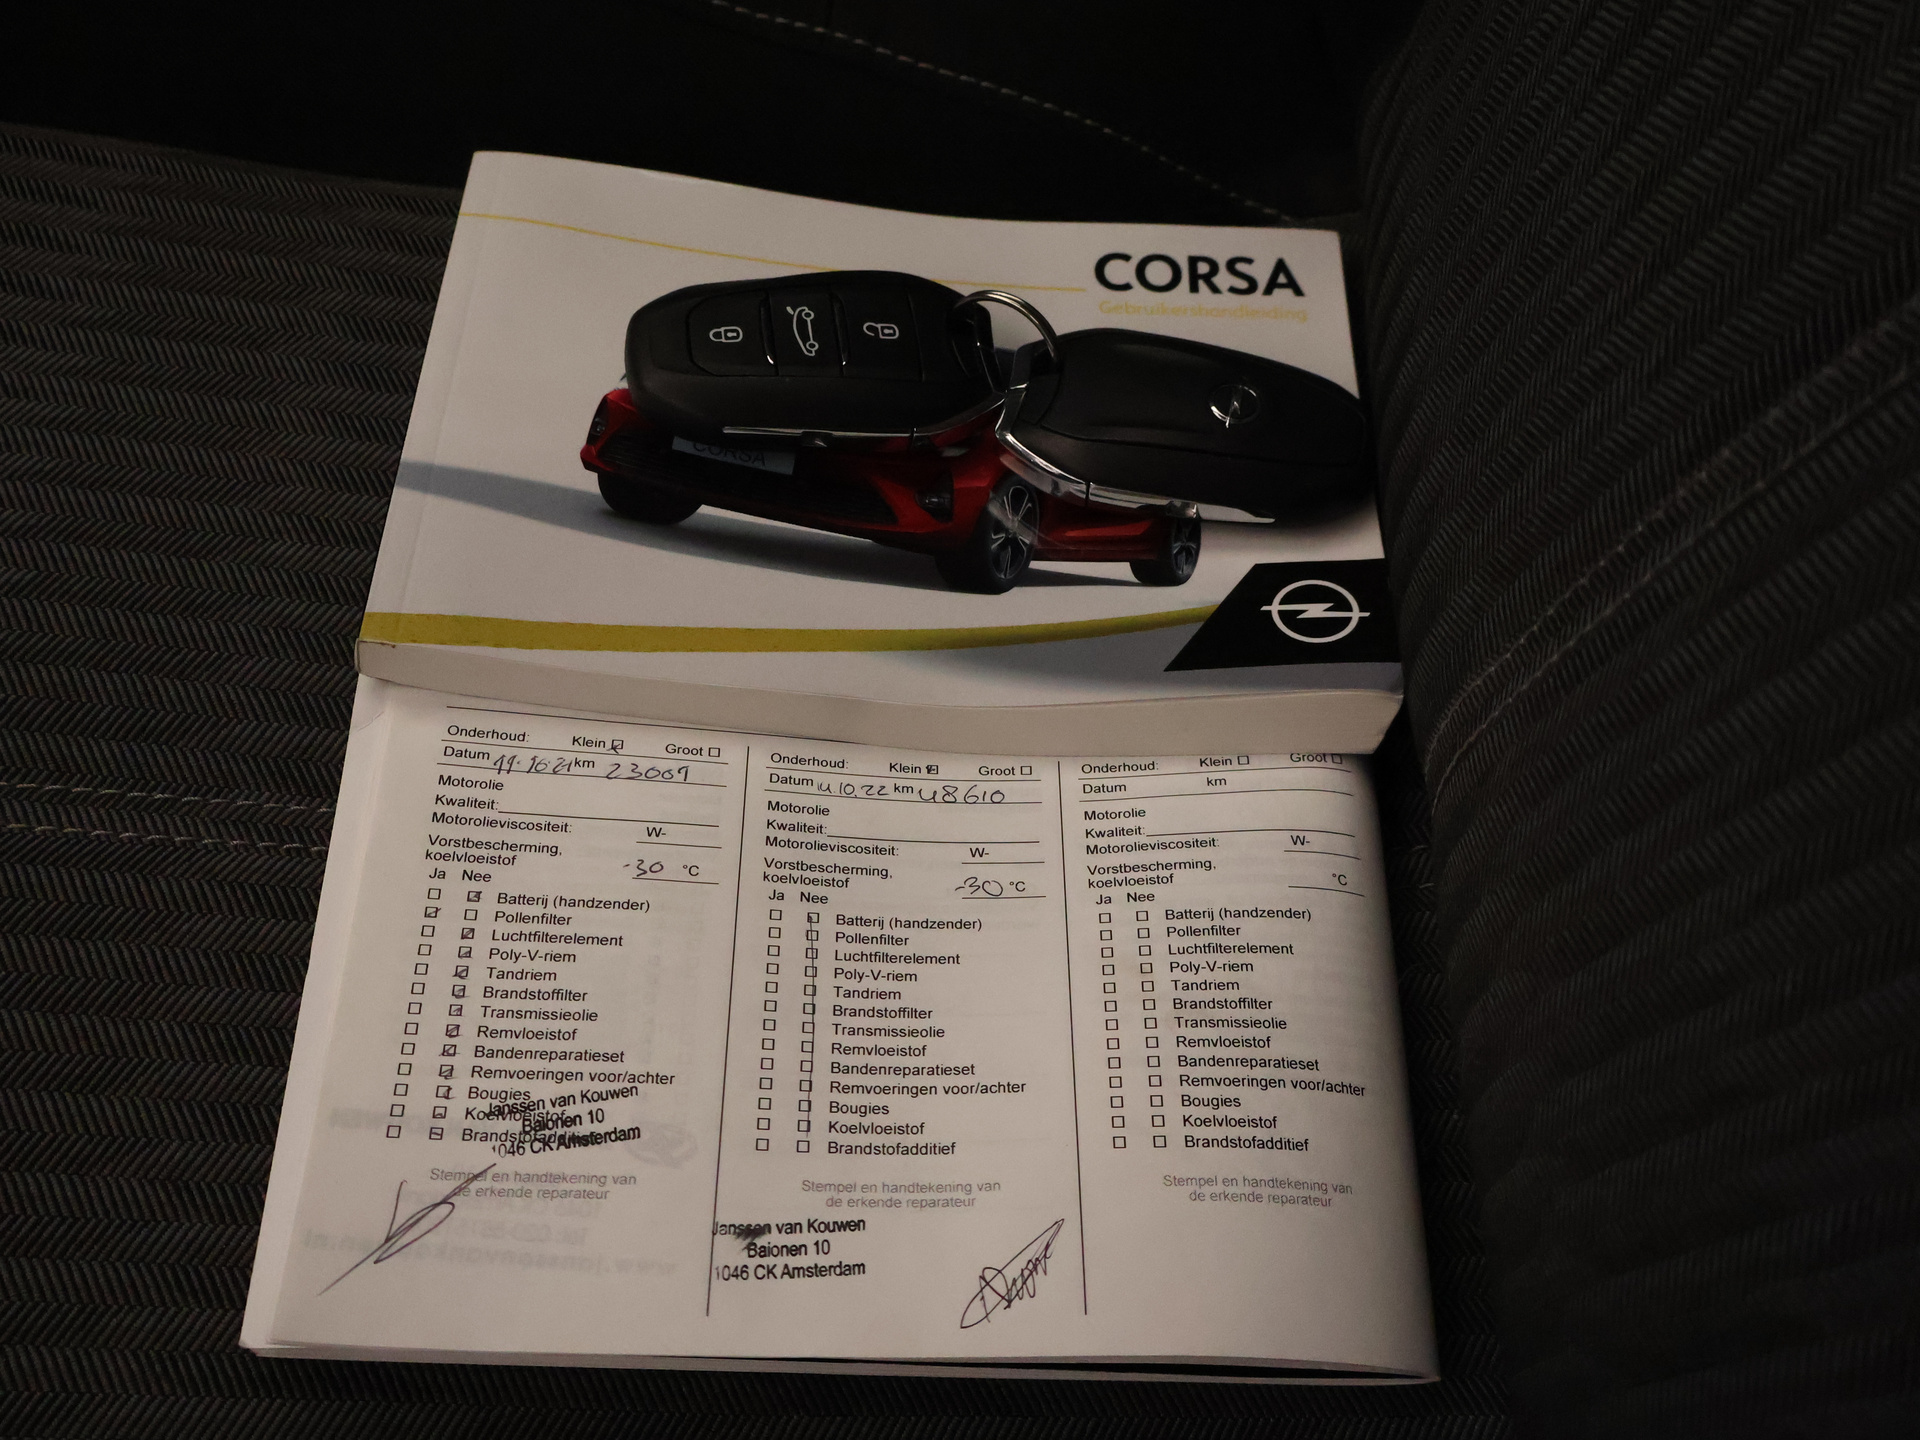 CORSA
Gebruikershandleiding
CORSA
Onderhoud: Klein Groot
Datum 11-10-21 km 23009
Motorolie
Kwaliteit:
Motorolieviscositeit: W-
Vorstbescherming,
koelvloeistof -30 °C
Ja Nee
Batterij (handzender)
Pollenfilter
Luchtfilterelement
Poly-V-riem
Tandriem
Brandstoffilter
Transmissieolie
Remvloeistof
Bandenreparatieset
Remvoeringen voor/achter
Bougies
Koelvloeistof
Brandstofadditief
Janssen van Kouwen
Baionen 10
1046 CK Amsterdam
Stempel en handtekening van
de erkende reparateur
Onderhoud: Klein Groot
Datum 4.10.22 km 48610
Motorolie
Kwaliteit:
Motorolieviscositeit: W-
Vorstbescherming,
koelvloeistof -30 °C
Ja Nee
Batterij (handzender)
Pollenfilter
Luchtfilterelement
Poly-V-riem
Tandriem
Brandstoffilter
Transmissieolie
Remvloeistof
Bandenreparatieset
Remvoeringen voor/achter
Bougies
Koelvloeistof
Brandstofadditief
Stempel en handtekening van
de erkende reparateur
Janssen van Kouwen
Baionen 10
1046 CK Amsterdam
Onderhoud: Klein Groot
Datum km
Motorolie
Kwaliteit:
Motorolieviscositeit: W-
Vorstbescherming,
koelvloeistof °C
Ja Nee
Batterij (handzender)
Pollenfilter
Luchtfilterelement
Poly-V-riem
Tandriem
Brandstoffilter
Transmissieolie
Remvloeistof
Bandenreparatieset
Remvoeringen voor/achter
Bougies
Koelvloeistof
Brandstofadditief
Stempel en handtekening van
de erkende reparateur